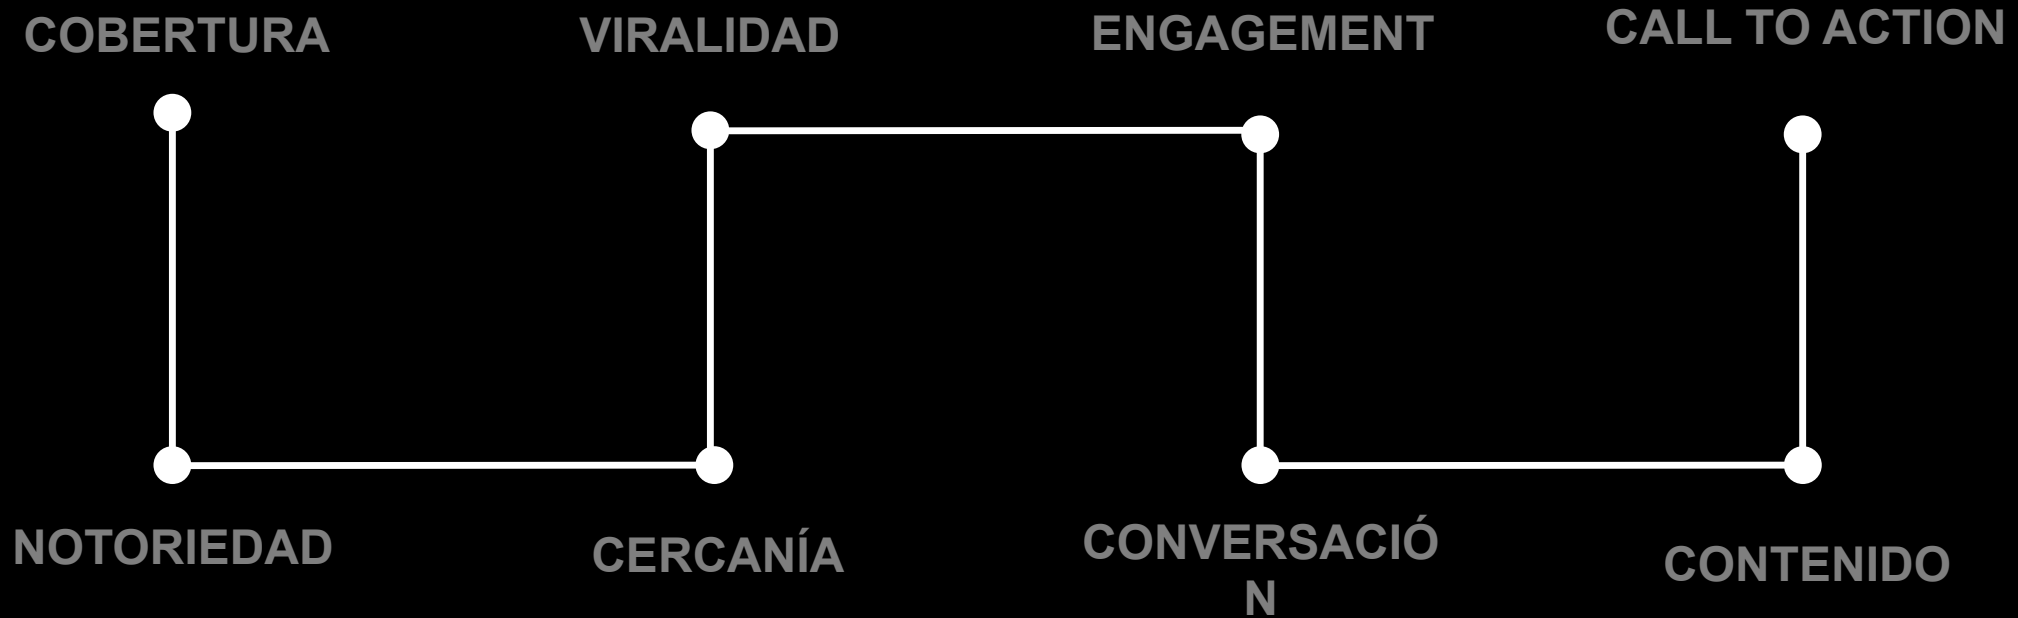 COBERTURA
VIRALIDAD
ENGAGEMENT
CALL TO ACTION
NOTORIEDAD
CERCANÍA
CONVERSACIÓ
N
CONTENIDO